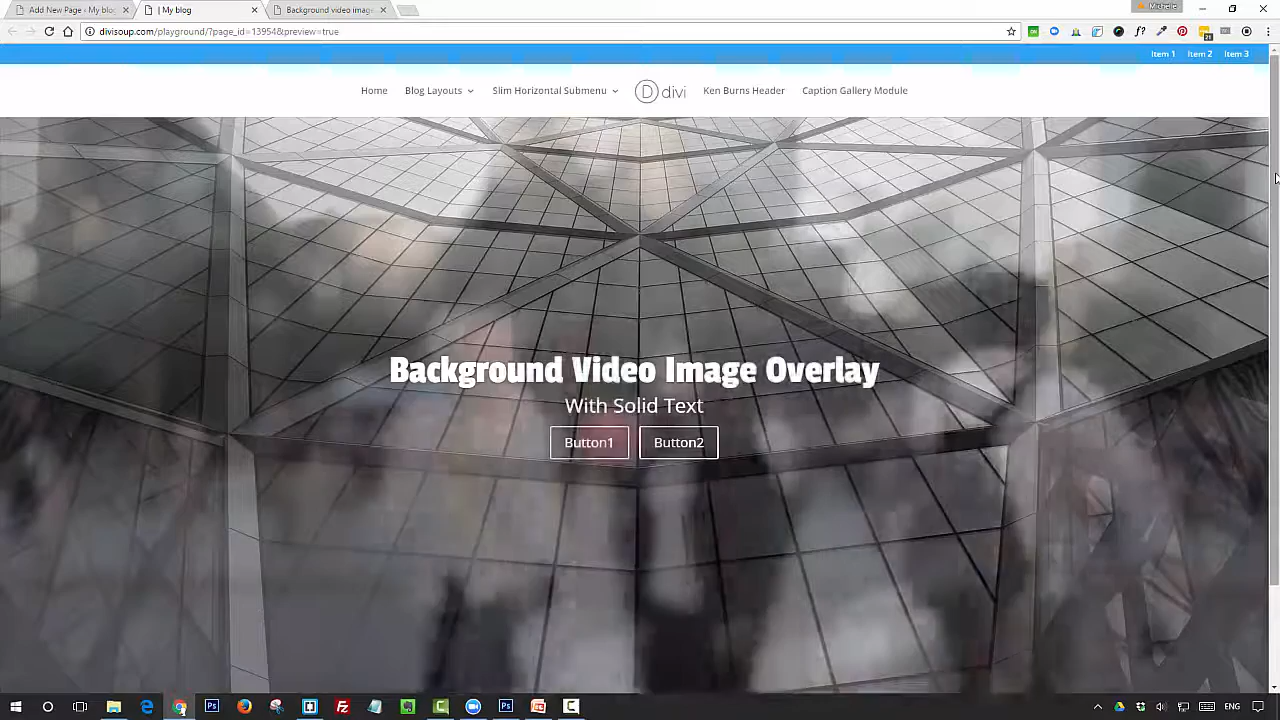 Add New Page ‹ My blog
| My blog
Background video image
Michelle
divisoup.com/playground/?page_id=13954&preview=true
Item 1 Item 2 Item 3
Home Blog Layouts Slim Horizontal Submenu D divi Ken Burns Header Caption Gallery Module
Background Video Image Overlay
With Solid Text
Button1 Button2
ENG